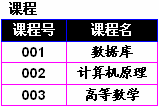 课程
课程号 课程名
001 数据库
002 计算机原理
003 高等数学